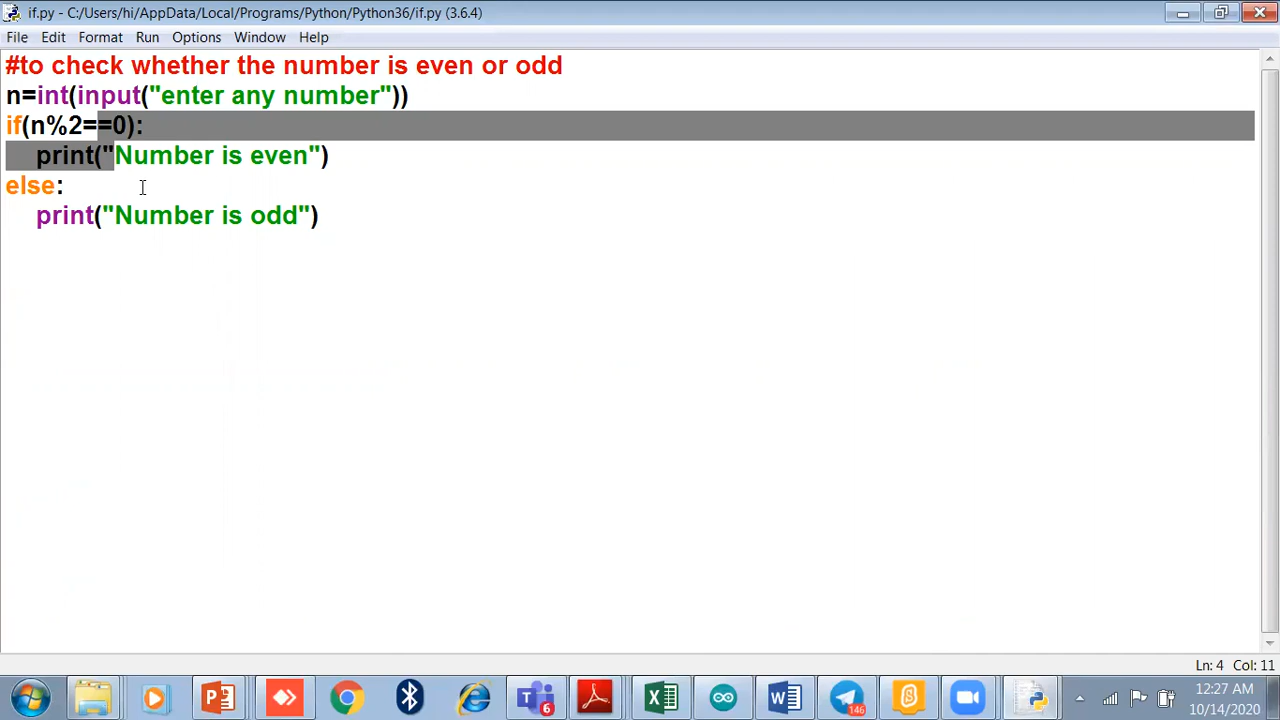 if.py - C:/Users/hi/AppData/Local/Programs/Python/Python36/if.py (3.6.4)
File Edit Format Run Options Window Help
#to check whether the number is even or odd
n=int(input("enter any number"))
if(n%2==0):
    print("Number is even")
else:
    print("Number is odd")
Ln: 4 Col: 11
6
146
12:27 AM
10/14/2020